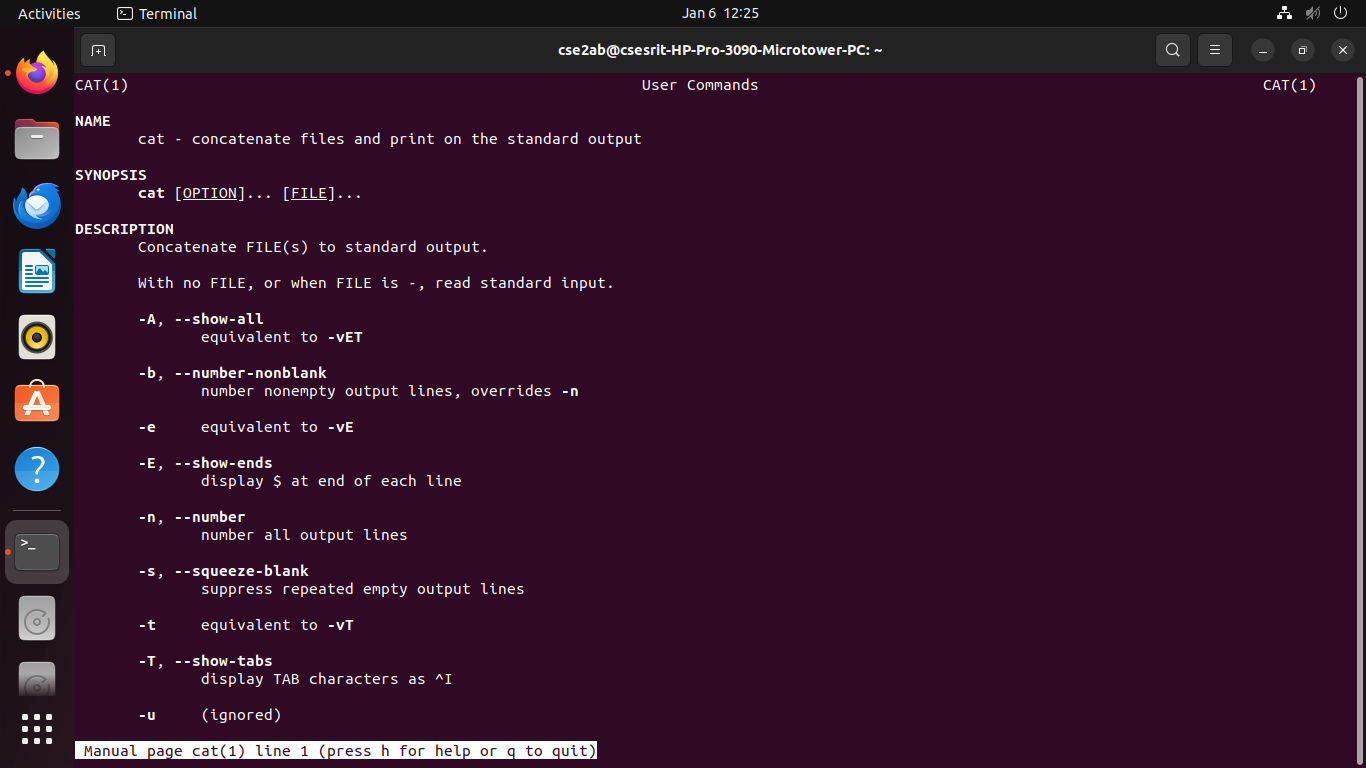 Activities Terminal Jan 6 12:25
cse2ab@csesrit-HP-Pro-3090-Microtower-PC: ~
CAT(1) User Commands CAT(1)
NAME
cat - concatenate files and print on the standard output
SYNOPSIS
cat [OPTION]... [FILE]...
DESCRIPTION
Concatenate FILE(s) to standard output.
With no FILE, or when FILE is -, read standard input.
-A, --show-all
equivalent to -vET
-b, --number-nonblank
number nonempty output lines, overrides -n
-e equivalent to -vE
-E, --show-ends
display $ at end of each line
-n, --number
number all output lines
-s, --squeeze-blank
suppress repeated empty output lines
-t equivalent to -vT
-T, --show-tabs
display TAB characters as ^I
-u (ignored)
Manual page cat(1) line 1 (press h for help or q to quit)